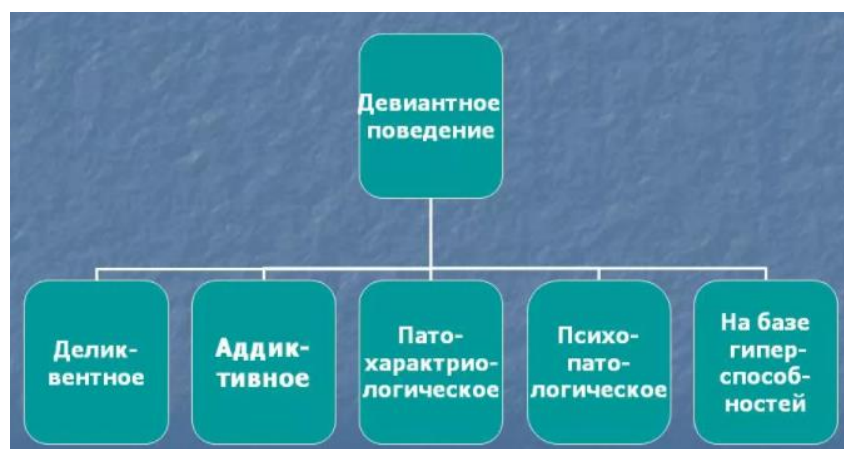 Девиантное
поведение
Делик-
вентное
Аддик-
тивное
Пато-
характрио-
логическое
Психо-
пато-
логическое
На базе
гипер-
способ-
ностей